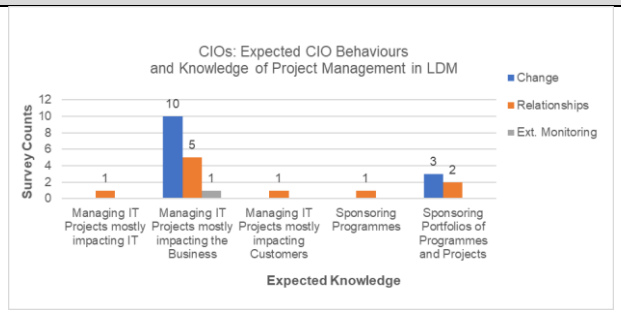 CIOs: Expected CIO Behaviours
and Knowledge of Project Management in LDM
Change
Relationships
Ext. Monitoring
Survey Counts
12
10
8
6
4
2
0
1
10
5
1
1
1
3
2
Managing IT
Projects mostly
impacting IT
Managing IT
Projects mostly
impacting the
Business
Managing IT
Projects mostly
impacting
Customers
Sponsoring
Programmes
Sponsoring
Portfolios of
Programmes
and Projects
Expected Knowledge